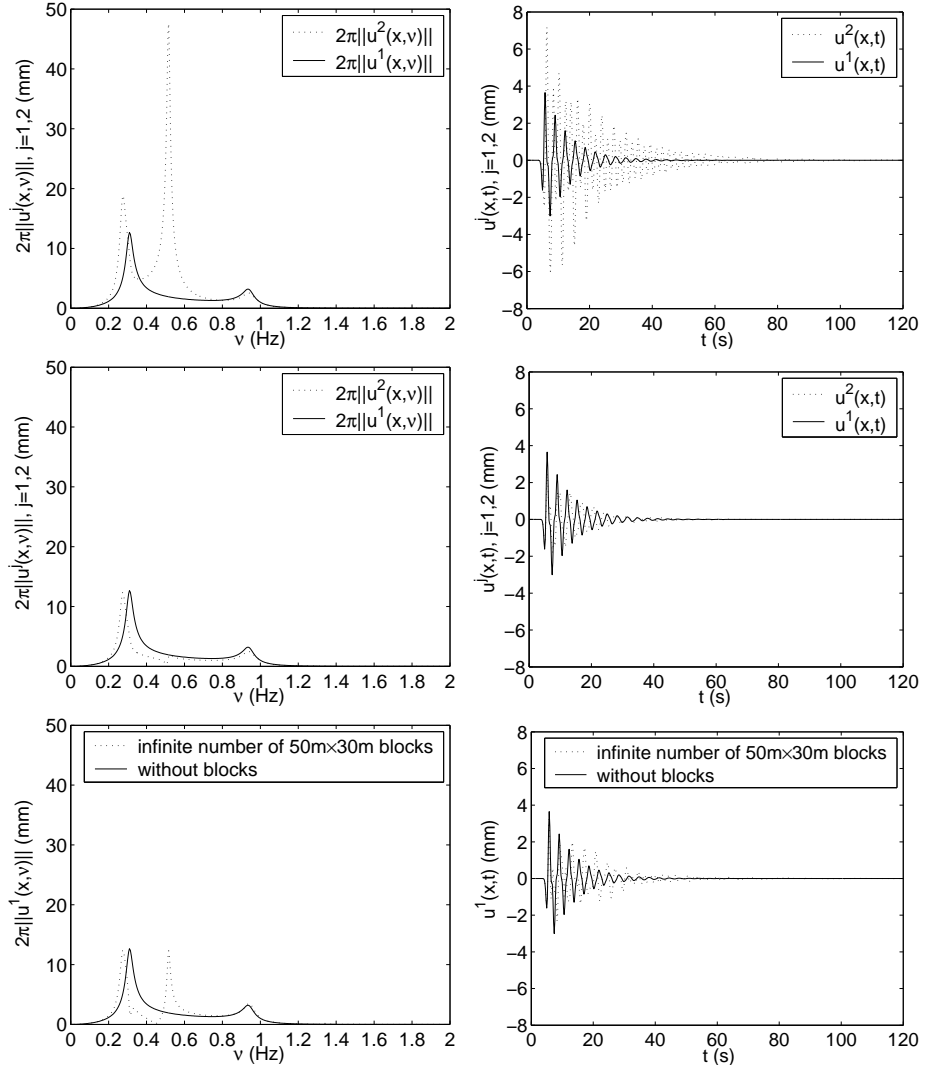 2π||u^j(x,ν)||, j=1,2 (mm)
50
40
30
20
10
0
2π||u^2(x,ν)||
2π||u^1(x,ν)||
0 0.2 0.4 0.6 0.8 1 1.2 1.4 1.6 1.8 2
ν (Hz)
u^j(x,t), j=1,2 (mm)
8
6
4
2
0
−2
−4
−6
−8
u^2(x,t)
u^1(x,t)
0 20 40 60 80 100 120
t (s)
2π||u^j(x,ν)||, j=1,2 (mm)
50
40
30
20
10
0
2π||u^2(x,ν)||
2π||u^1(x,ν)||
0 0.2 0.4 0.6 0.8 1 1.2 1.4 1.6 1.8 2
ν (Hz)
u^j(x,t), j=1,2 (mm)
8
6
4
2
0
−2
−4
−6
−8
u^2(x,t)
u^1(x,t)
0 20 40 60 80 100 120
t (s)
2π||u^1(x,ν)|| (mm)
50
40
30
20
10
0
infinite number of 50m×30m blocks
without blocks
0 0.2 0.4 0.6 0.8 1 1.2 1.4 1.6 1.8 2
ν (Hz)
u^1(x,t) (mm)
8
6
4
2
0
−2
−4
−6
−8
infinite number of 50m×30m blocks
without blocks
0 20 40 60 80 100 120
t (s)